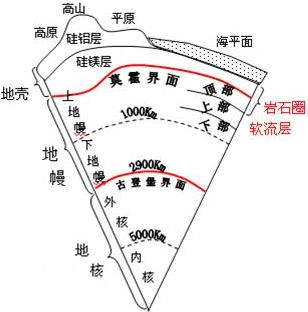 高山
高原
平原
海平面
硅铝层
硅镁层
地壳
莫霍界面
顶部
上部
下部
岩石圈
软流层
上地幔
1000Km
下地幔
地幔
2900Km
古登堡界面
外核
地核
5000Km
内核